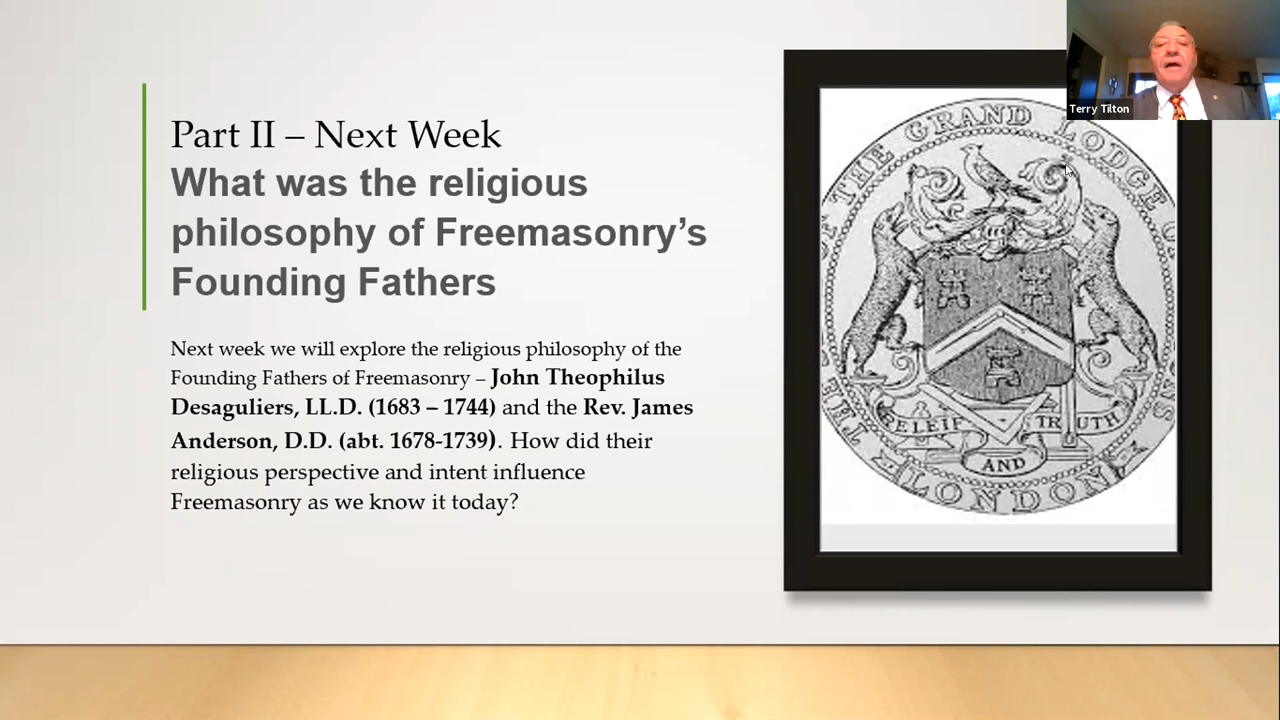 Part II – Next Week
What was the religious
philosophy of Freemasonry’s
Founding Fathers
Next week we will explore the religious philosophy of the
Founding Fathers of Freemasonry – John Theophilus
Desaguliers, LL.D. (1683 – 1744) and the Rev. James
Anderson, D.D. (abt. 1678-1739). How did their
religious perspective and intent influence
Freemasonry as we know it today?
Terry Tilton
THE GRAND LODGE
RELEIF
TRUTH
AND
LONDON